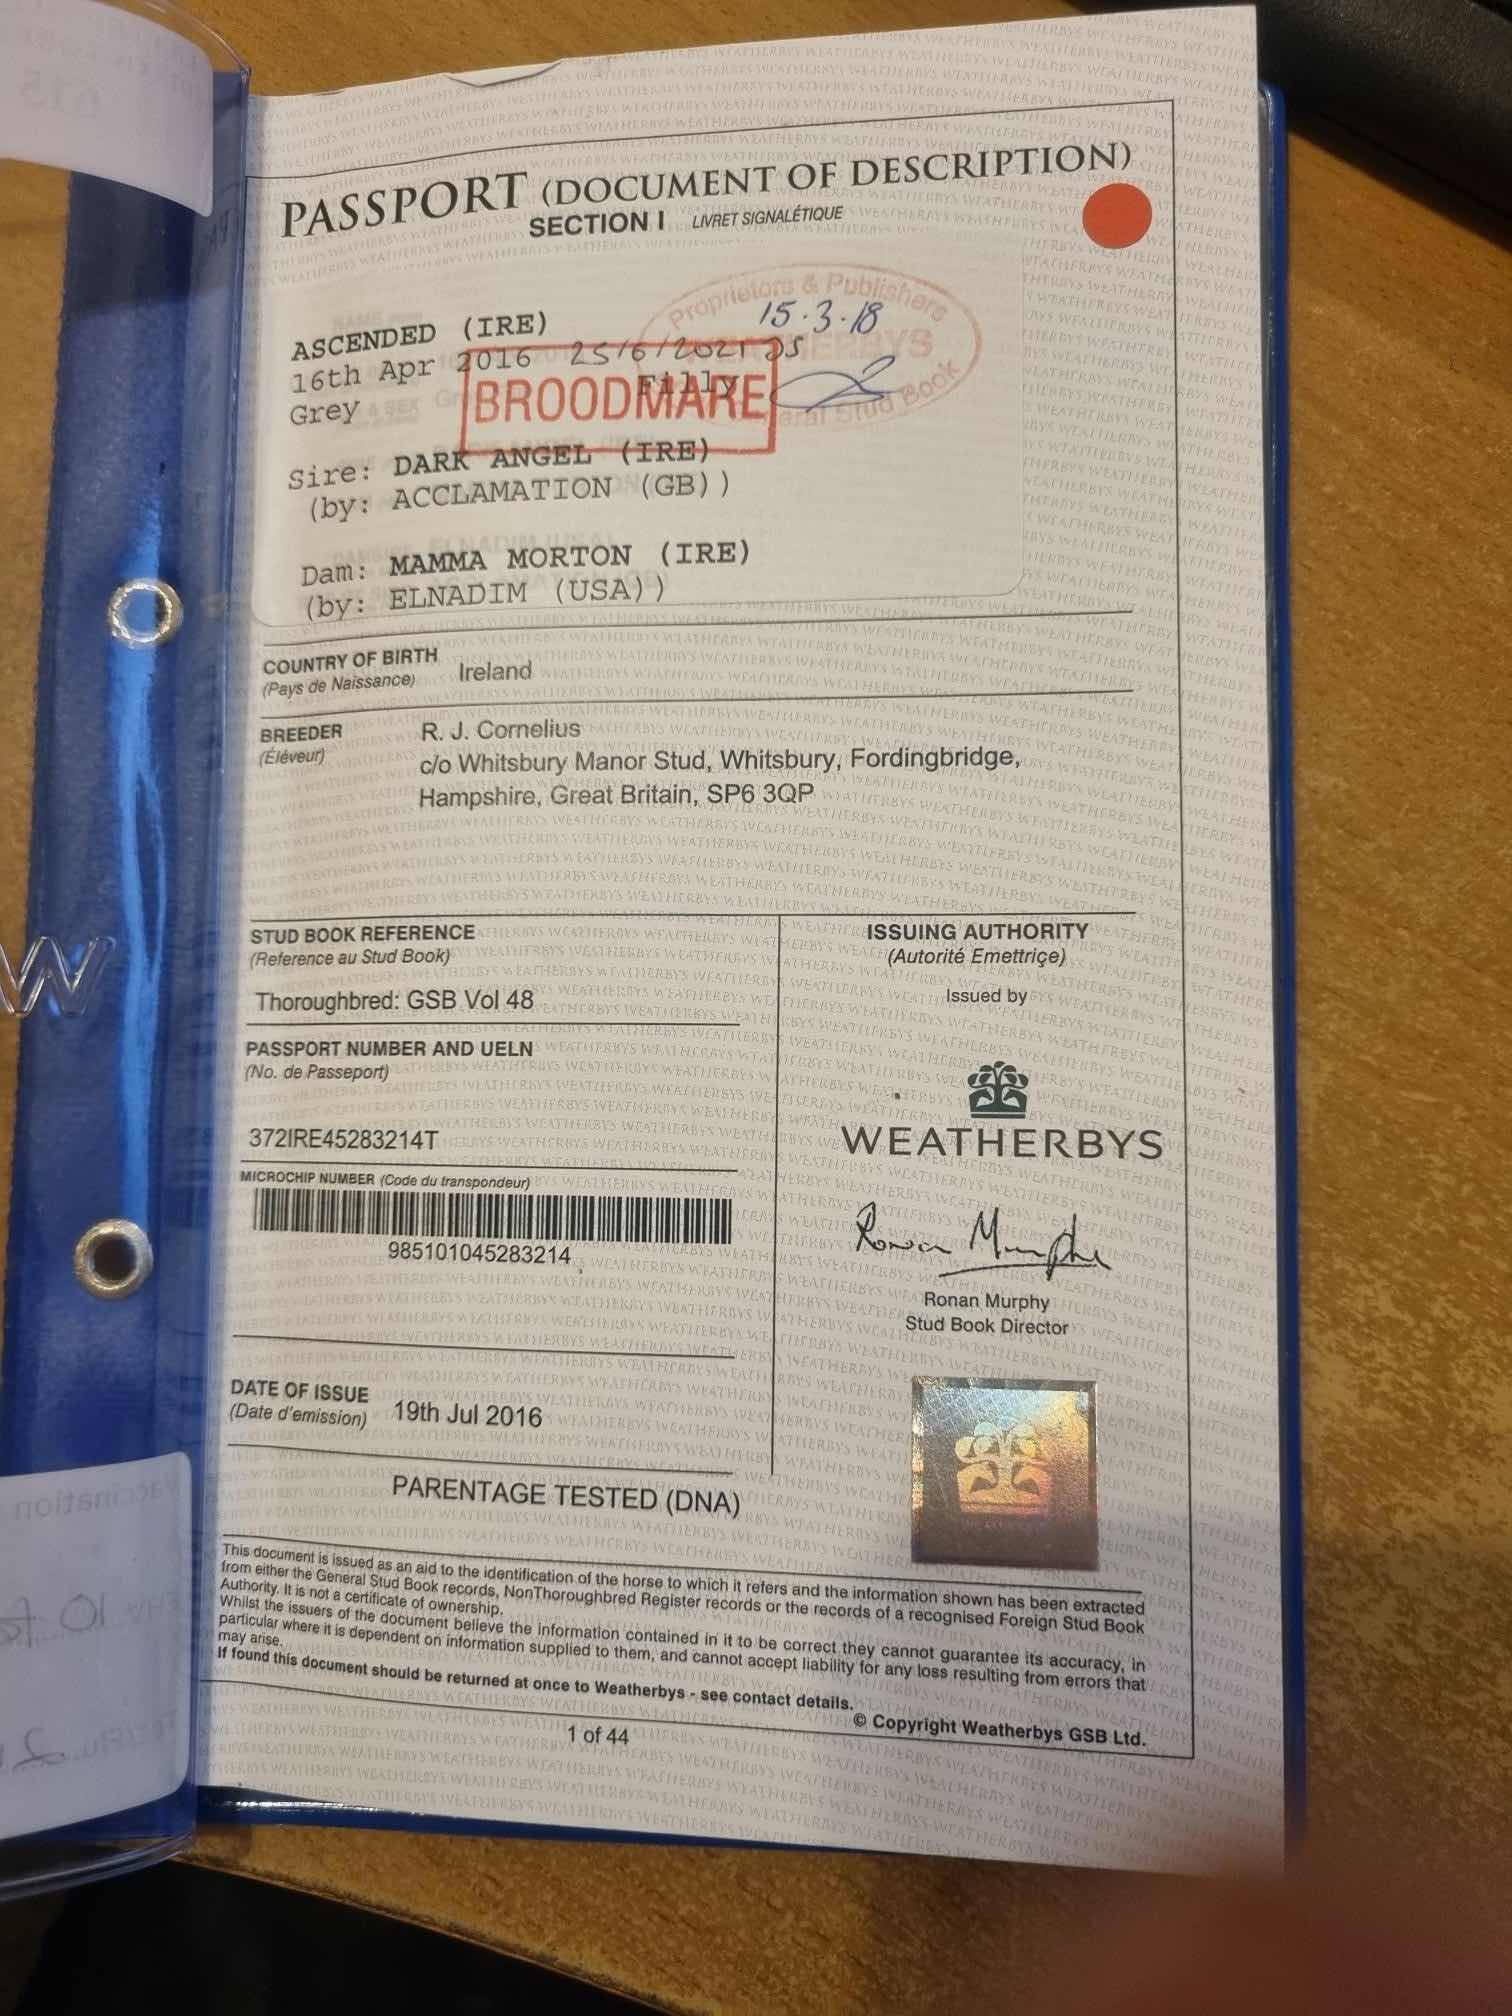 PASSPORT (DOCUMENT OF DESCRIPTION)
SECTION I LIVRET SIGNALÉTIQUE
Proprietors & Publishers
15.3.18
WEATHERBYS
General Stud Book
ASCENDED (IRE)
16th Apr 2016 25/6/2021 DS
Grey Filly
BROODMARE
Sire: DARK ANGEL (IRE)
(by: ACCLAMATION (GB))
Dam: MAMMA MORTON (IRE)
(by: ELNADIM (USA))
COUNTRY OF BIRTH
(Pays de Naissance)
Ireland
BREEDER
(Éléveur)
R. J. Cornelius
c/o Whitsbury Manor Stud, Whitsbury, Fordingbridge,
Hampshire, Great Britain, SP6 3QP
STUD BOOK REFERENCE
(Reference au Stud Book)
Thoroughbred: GSB Vol 48
PASSPORT NUMBER AND UELN
(No. de Passeport)
372IRE45283214T
MICROCHIP NUMBER (Code du transpondeur)
985101045283214
DATE OF ISSUE
(Date d'emission)
19th Jul 2016
PARENTAGE TESTED (DNA)
ISSUING AUTHORITY
(Autorité Emettriçe)
Issued by
WEATHERBYS
Ronan Murphy
Ronan Murphy
Stud Book Director
This document is issued as an aid to the identification of the horse to which it refers and the information shown has been extracted
from either the General Stud Book records, NonThoroughbred Register records or the records of a recognised Foreign Stud Book
Authority. It is not a certificate of ownership.
Whilst the issuers of the document believe the information contained in it to be correct they cannot guarantee its accuracy, in
particular where it is dependent on information supplied to them, and cannot accept liability for any loss resulting from errors that
may arise.
If found this document should be returned at once to Weatherbys - see contact details.
© Copyright Weatherbys GSB Ltd.
1 of 44